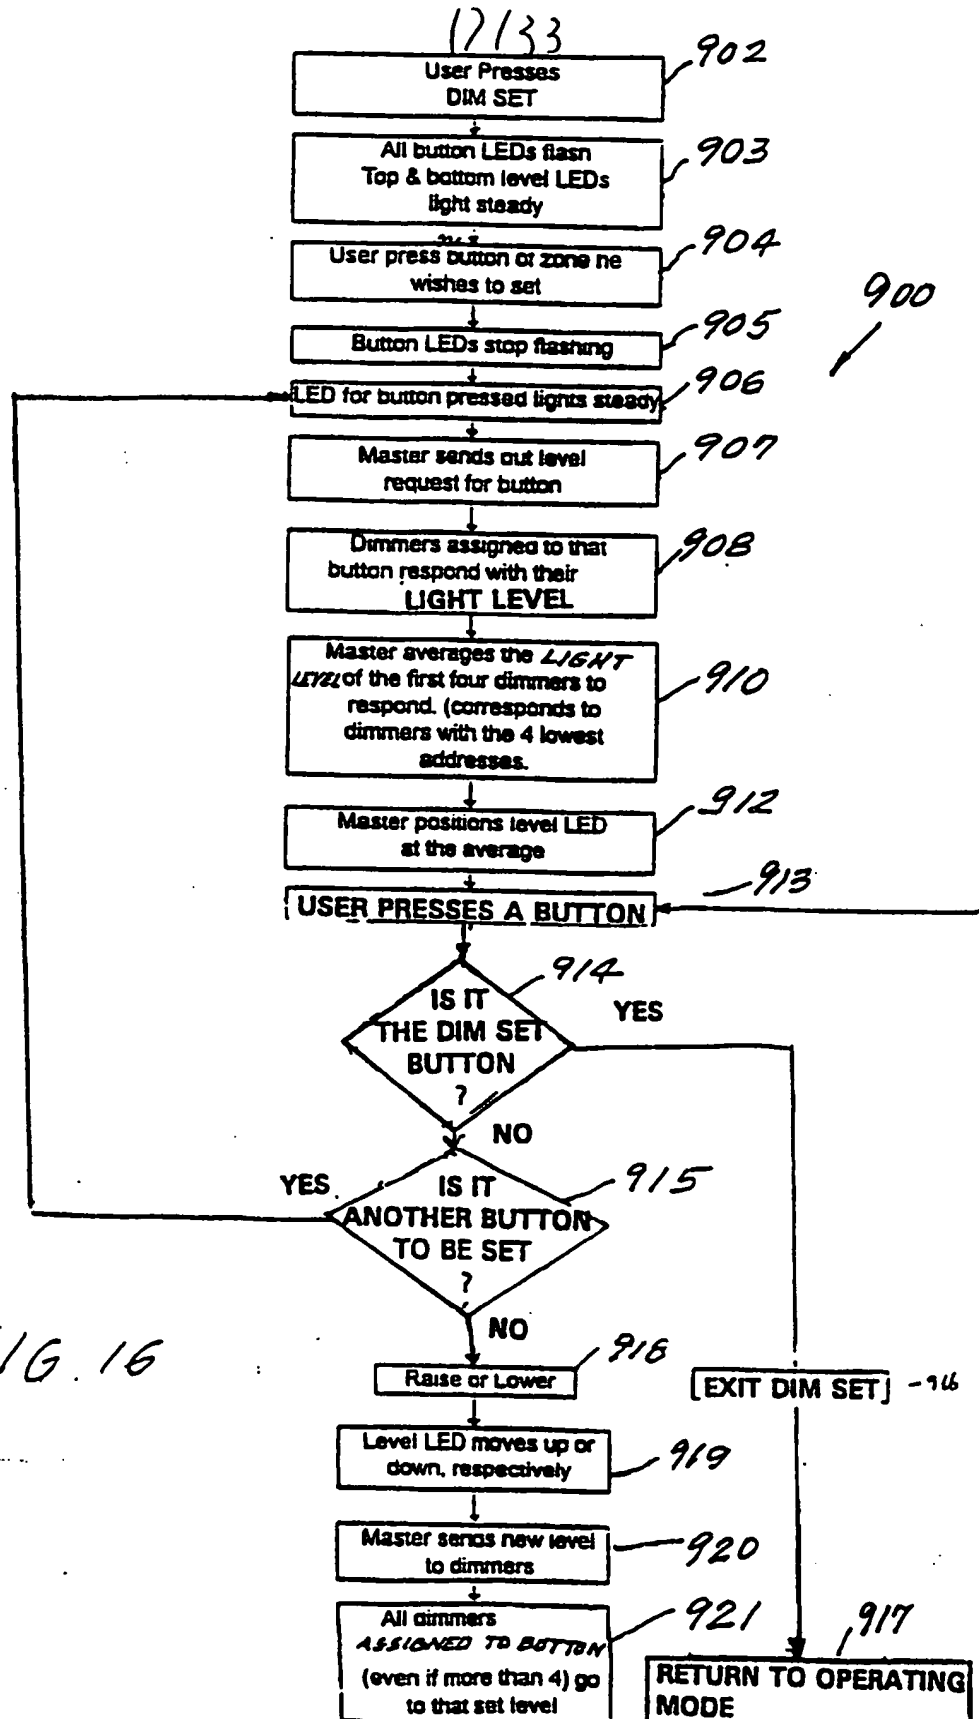 17133
User Presses
DIM SET
902
All button LEDs flash
Top & bottom level LEDs
light steady
903
User press button of zone he
wishes to set
904
900
Button LEDs stop flashing
905
LED for button pressed lights steady
906
Master sends out level
request for button
907
Dimmers assigned to that
button respond with their
LIGHT LEVEL
908
Master averages the LIGHT
LEVEL of the first four dimmers to
respond. (corresponds to
dimmers with the 4 lowest
addresses.
910
Master positions level LED
at the average
912
USER PRESSES A BUTTON
913
IS IT
THE DIM SET
BUTTON
?
914
YES
NO
IS IT
ANOTHER BUTTON
TO BE SET
?
915
YES
NO
IG. 16
Raise or Lower
918
EXIT DIM SET
916
Level LED moves up or
down, respectively
919
Master sends new level
to dimmers
920
All dimmers
ASSIGNED TO BUTTON
(even if more than 4) go
to that set level
921
RETURN TO OPERATING
MODE
917